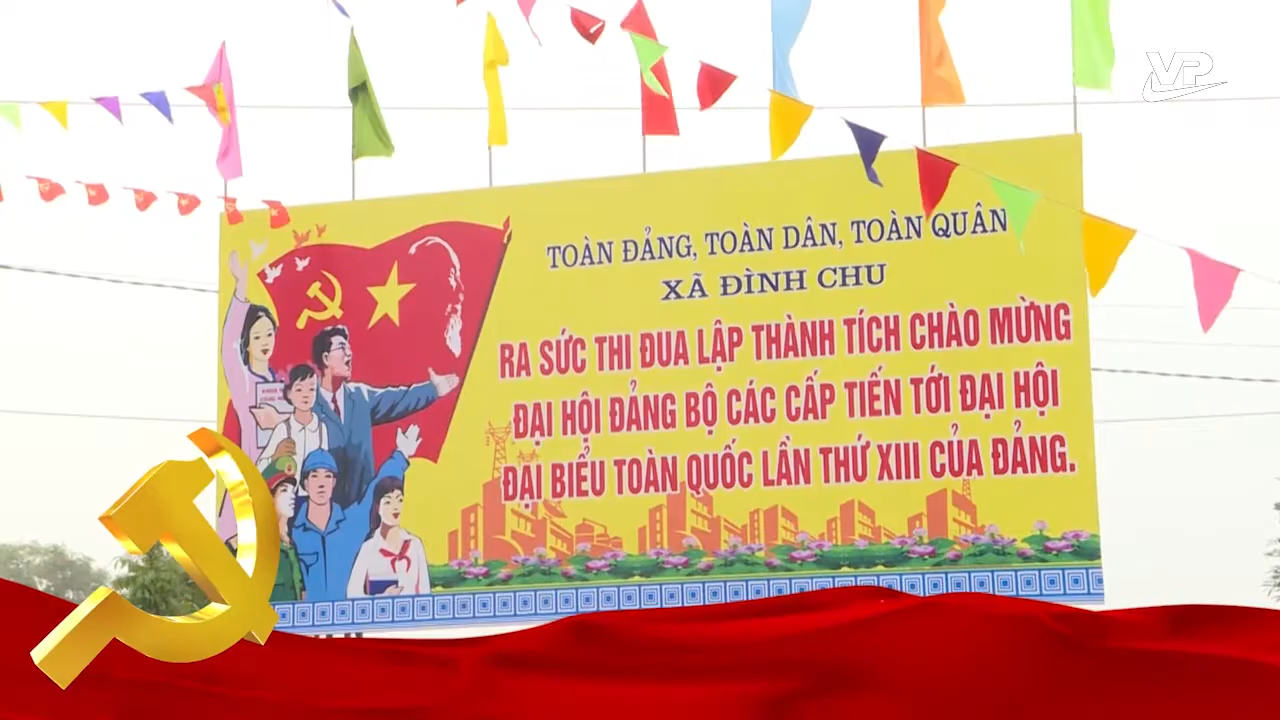 VP
TOÀN ĐẢNG, TOÀN DÂN, TOÀN QUÂN
XÃ ĐÌNH CHU
RA SỨC THI ĐUA LẬP THÀNH TÍCH CHÀO MỪNG
ĐẠI HỘI ĐẢNG BỘ CÁC CẤP TIẾN TỚI ĐẠI HỘI
ĐẠI BIỂU TOÀN QUỐC LẦN THỨ XIII CỦA ĐẢNG.